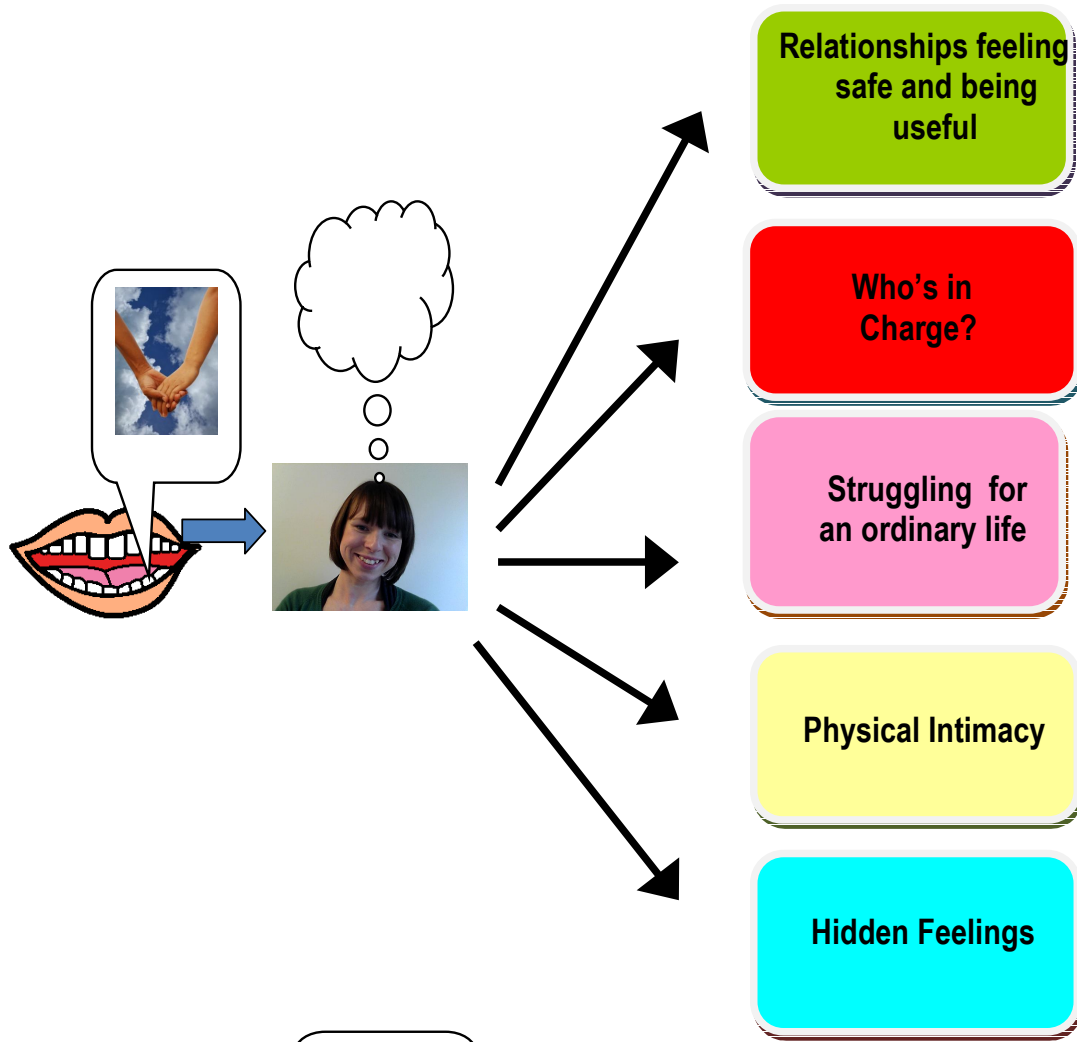 Relationships feeling
safe and being
useful
Who's in
Charge?
Struggling for
an ordinary life
Physical Intimacy
Hidden Feelings